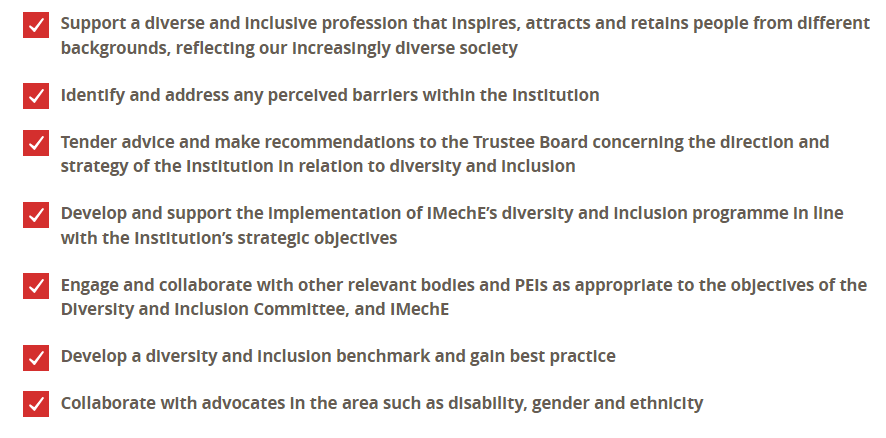 Support a diverse and inclusive profession that inspires, attracts and retains people from different
backgrounds, reflecting our increasingly diverse society
Identify and address any perceived barriers within the Institution
Tender advice and make recommendations to the Trustee Board concerning the direction and
strategy of the Institution in relation to diversity and inclusion
Develop and support the implementation of IMechE’s diversity and inclusion programme in line
with the Institution’s strategic objectives
Engage and collaborate with other relevant bodies and PEIs as appropriate to the objectives of the
Diversity and Inclusion Committee, and IMechE
Develop a diversity and inclusion benchmark and gain best practice
Collaborate with advocates in the area such as disability, gender and ethnicity